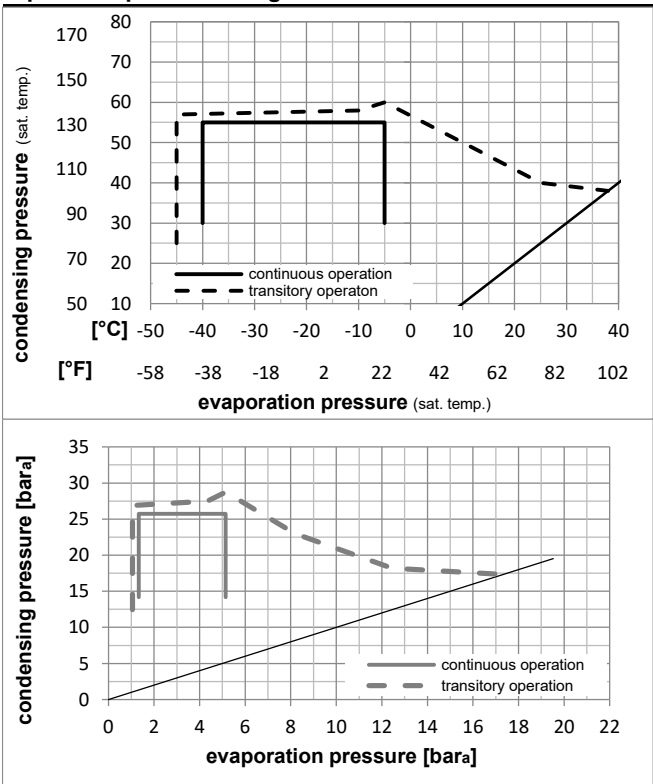 170 80
70
150 60
130 50
110 40
90 30
70 20
50 10
condensing pressure (sat. temp.)
continuous operation
transitory operaton
[°C] -50 -40 -30 -20 -10 0 10 20 30 40
[°F] -58 -38 -18 2 22 42 62 82 102
evaporation pressure (sat. temp.)
35
30
25
20
15
10
5
0
condensing pressure [bara]
continuous operation
transitory operation
0 2 4 6 8 10 12 14 16 18 20 22
evaporation pressure [bara]